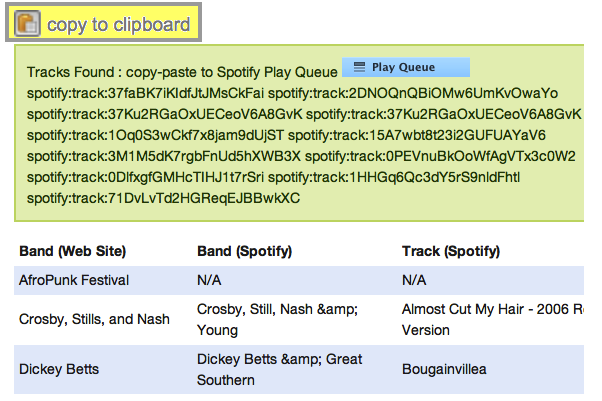 copy to clipboard
Tracks Found : copy-paste to Spotify Play Queue Play Queue
spotify:track:37faBK7iKIdfJtJMsCkFai spotify:track:2DNOQnQBiOMw6UmKvOwaYo
spotify:track:37Ku2RGaOxUECeoV6A8GvK spotify:track:37Ku2RGaOxUECeoV6A8GvK
spotify:track:1Oq0S3wCkf7x8jam9dUjST spotify:track:15A7wbt8t23i2GUFUAYaV6
spotify:track:3M1M5dK7rgbFnUd5hXWB3X spotify:track:0PEVnuBkOoWfAgVTx3c0W2
spotify:track:0DlfxgfGMHcTlHJ1t7rSri spotify:track:1HHGq6Qc3dY5rS9nldFhtl
spotify:track:71DvLvTd2HGReqEJBBwkXC
Band (Web Site) Band (Spotify) Track (Spotify)
AfroPunk Festival N/A N/A
Crosby, Stills, and Nash Crosby, Still, Nash &amp; Young Almost Cut My Hair - 2006 Version
Dickey Betts Dickey Betts &amp; Great Southern Bougainvillea